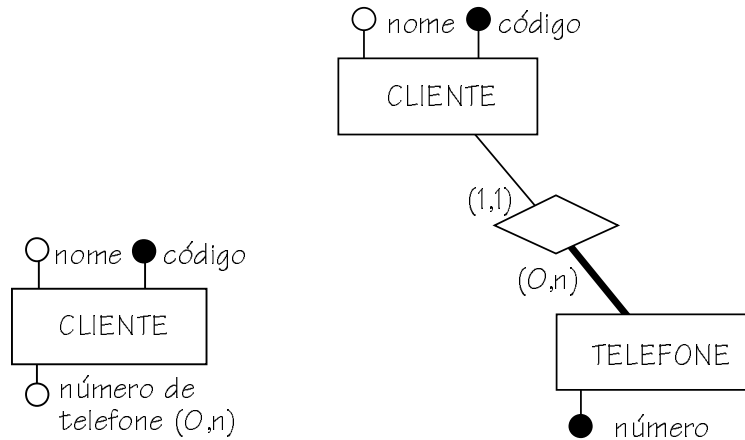 nome
código
CLIENTE
(1,1)
(0,n)
TELEFONE
número
nome
código
CLIENTE
número de
telefone (0,n)